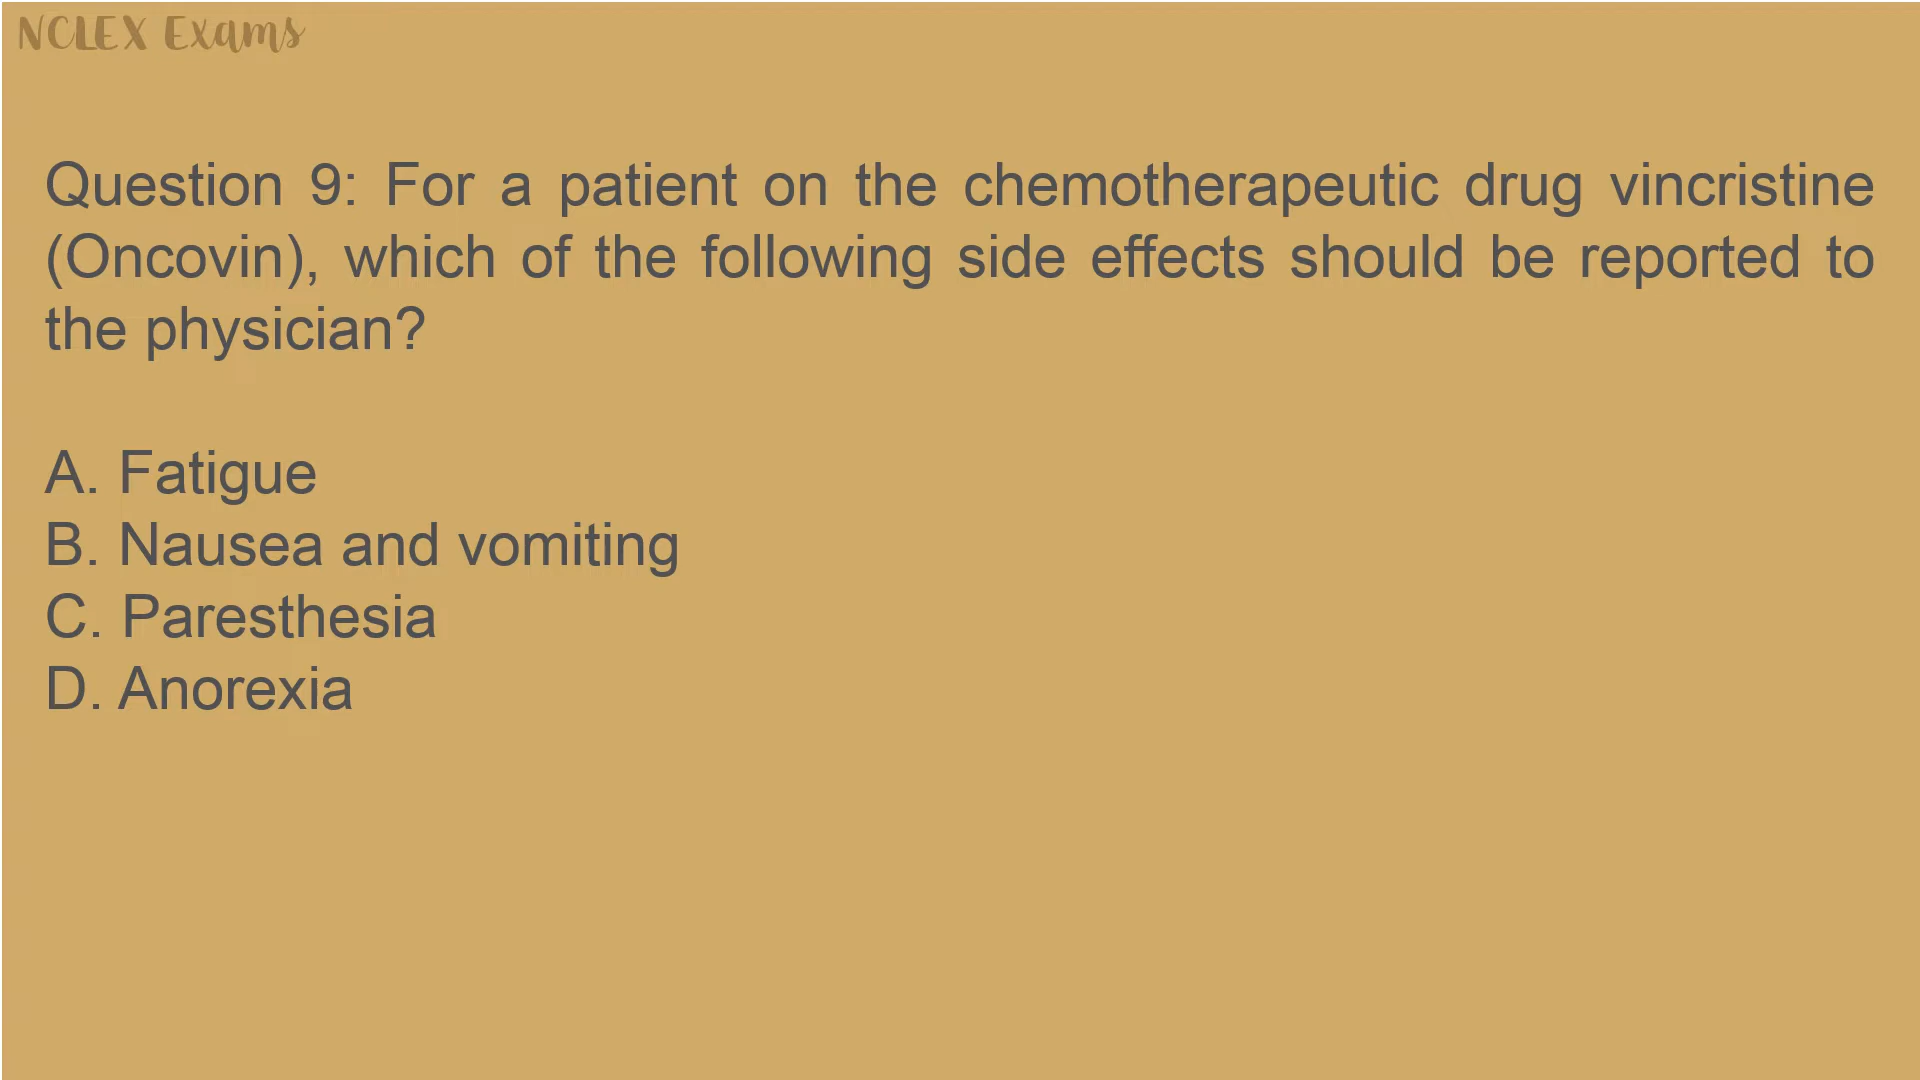 NCLEX Exams
Question 9: For a patient on the chemotherapeutic drug vincristine
(Oncovin), which of the following side effects should be reported to
the physician?
A. Fatigue
B. Nausea and vomiting
C. Paresthesia
D. Anorexia